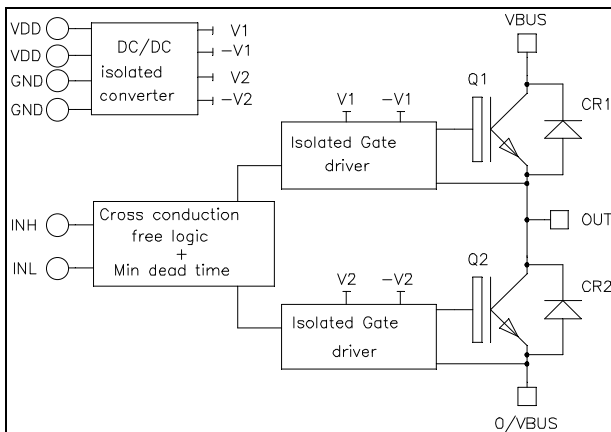 VDD
VDD
GND
GND
DC/DC
isolated
converter
V1
-V1
V2
-V2
VBUS
Q1
CR1
V1
-V1
Isolated Gate
driver
INH
INL
Cross conduction
free logic
+
Min dead time
OUT
Q2
CR2
V2
-V2
Isolated Gate
driver
0/VBUS